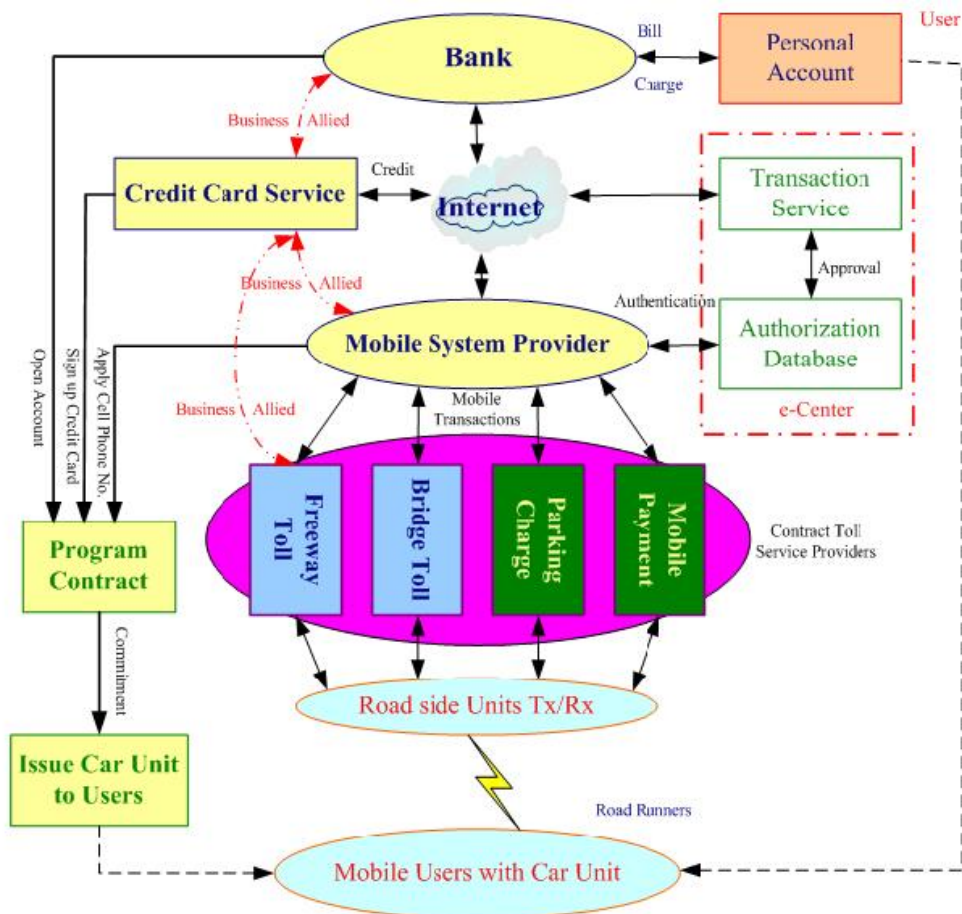 User
Bill
Bank
Personal
Account
Charge
Business Allied
Credit
Credit Card Service
Internet
Transaction
Service
Business Allied
Approval
Authentication
Mobile System Provider
Authorization
Database
e-Center
Open Account
Sign up Credit Card
Apply Cell Phone No.
Business Allied
Mobile
Transactions
Freeway
Toll
Bridge Toll
Parking
Charge
Mobile
Payment
Contract Toll
Service Providers
Program
Contract
Commitment
Road side Units Tx/Rx
Issue Car Unit
to Users
Road Runners
Mobile Users with Car Unit